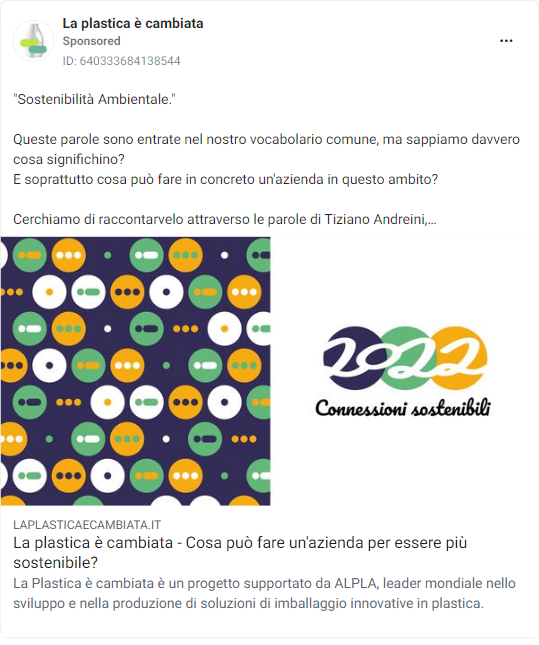 La plastica è cambiata
Sponsored
ID: 640333684138544
"Sostenibilità Ambientale."
Queste parole sono entrate nel nostro vocabolario comune, ma sappiamo davvero
cosa significhino?
E soprattutto cosa può fare in concreto un'azienda in questo ambito?
Cerchiamo di raccontarvelo attraverso le parole di Tiziano Andreini,...
2022
Connessioni sostenibili
LAPLASTICAECAMBIATA.IT
La plastica è cambiata - Cosa può fare un'azienda per essere più
sostenibile?
La Plastica è cambiata è un progetto supportato da ALPLA, leader mondiale nello
sviluppo e nella produzione di soluzioni di imballaggio innovative in plastica.